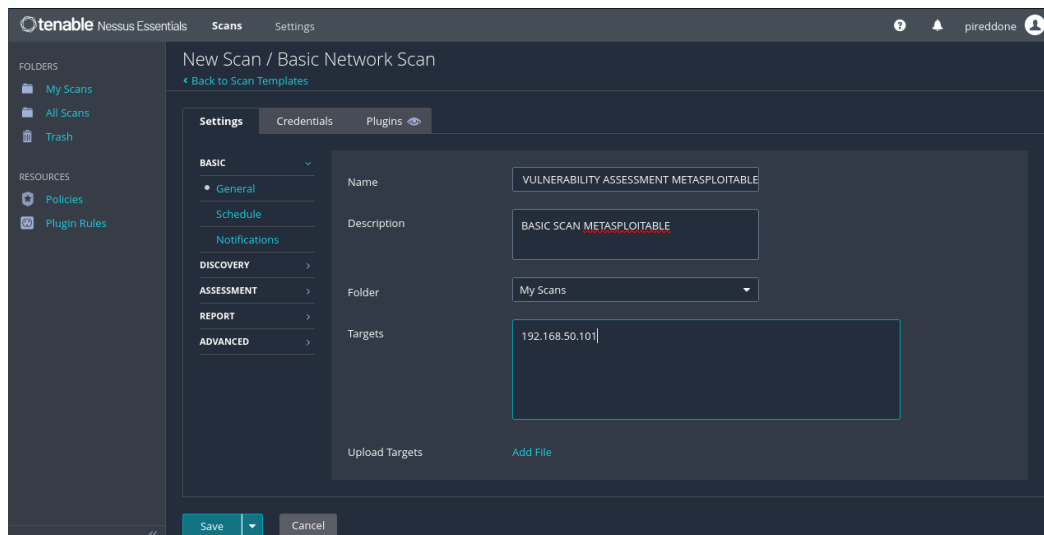 tenable Nessus Essentials Scans Settings pireddone
FOLDERS
My Scans
All Scans
Trash
RESOURCES
Policies
Plugin Rules
New Scan / Basic Network Scan
Back to Scan Templates
Settings Credentials Plugins
BASIC
General
Schedule
Notifications
DISCOVERY
ASSESSMENT
REPORT
ADVANCED
Name VULNERABILITY ASSESSMENT METASPLOITABLE
Description BASIC SCAN METASPLOITABLE
Folder My Scans
Targets 192.168.50.101
Upload Targets Add File
Save Cancel